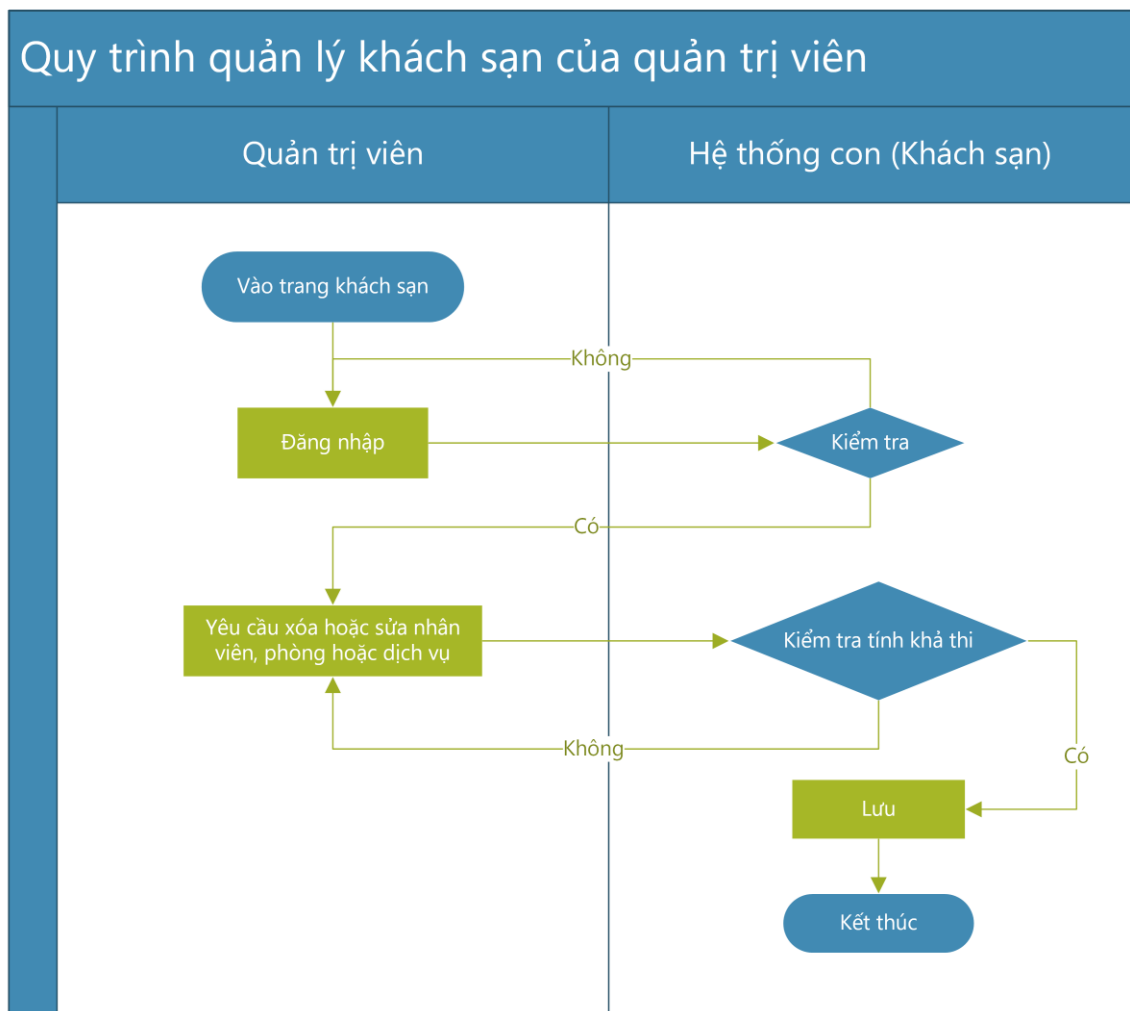 Quy trình quản lý khách sạn của quản trị viên
Quản trị viên
Hệ thống con (Khách sạn)
Vào trang khách sạn
Không
Đăng nhập
Kiểm tra
Có
Yêu cầu xóa hoặc sửa nhân
viên, phòng hoặc dịch vụ
Kiểm tra tính khả thi
Không
Có
Lưu
Kết thúc